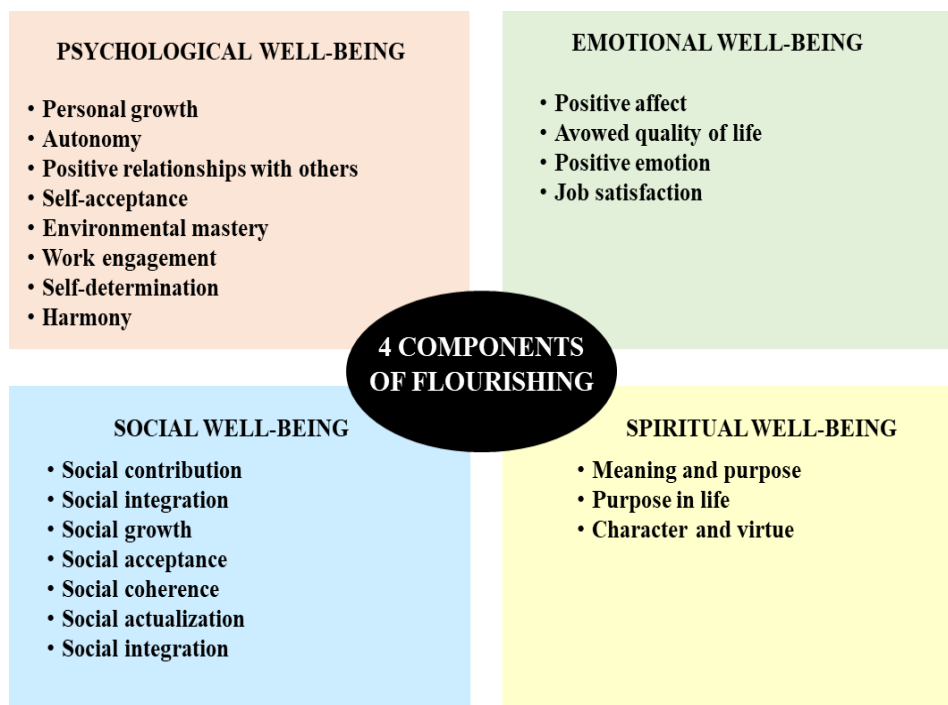 PSYCHOLOGICAL WELL-BEING
• Personal growth
• Autonomy
• Positive relationships with others
• Self-acceptance
• Environmental mastery
• Work engagement
• Self-determination
• Harmony
EMOTIONAL WELL-BEING
• Positive affect
• Avowed quality of life
• Positive emotion
• Job satisfaction
4 COMPONENTS
OF FLOURISHING
SOCIAL WELL-BEING
• Social contribution
• Social integration
• Social growth
• Social acceptance
• Social coherence
• Social actualization
• Social integration
SPIRITUAL WELL-BEING
• Meaning and purpose
• Purpose in life
• Character and virtue